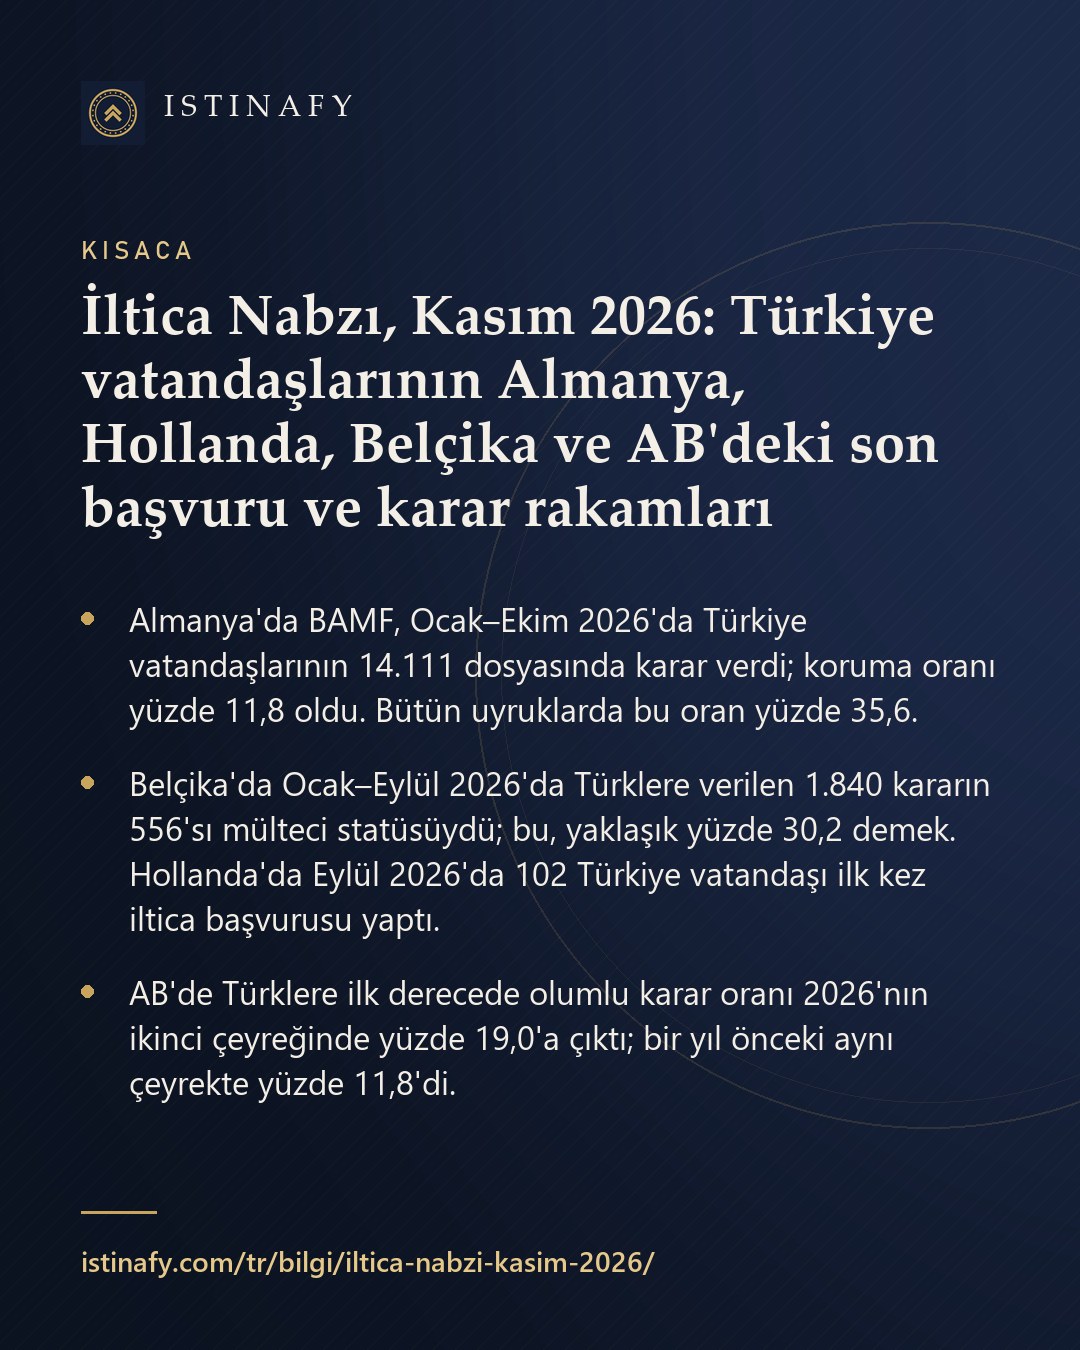 ISTINAFY
KISACA
İltica Nabzı, Kasım 2026: Türkiye
vatandaşlarının Almanya,
Hollanda, Belçika ve AB'deki son
başvuru ve karar rakamları
Almanya'da BAMF, Ocak–Ekim 2026'da Türkiye
vatandaşlarının 14.111 dosyasında karar verdi; koruma oranı
yüzde 11,8 oldu. Bütün uyruklarda bu oran yüzde 35,6.
Belçika'da Ocak–Eylül 2026'da Türklere verilen 1.840 kararın
556'sı mülteci statüsüydü; bu, yaklaşık yüzde 30,2 demek.
Hollanda'da Eylül 2026'da 102 Türkiye vatandaşı ilk kez
iltica başvurusu yaptı.
AB'de Türklere ilk derecede olumlu karar oranı 2026'nın
ikinci çeyreğinde yüzde 19,0'a çıktı; bir yıl önceki aynı
çeyrekte yüzde 11,8'di.
istinafy.com/tr/bilgi/iltica-nabzi-kasim-2026/